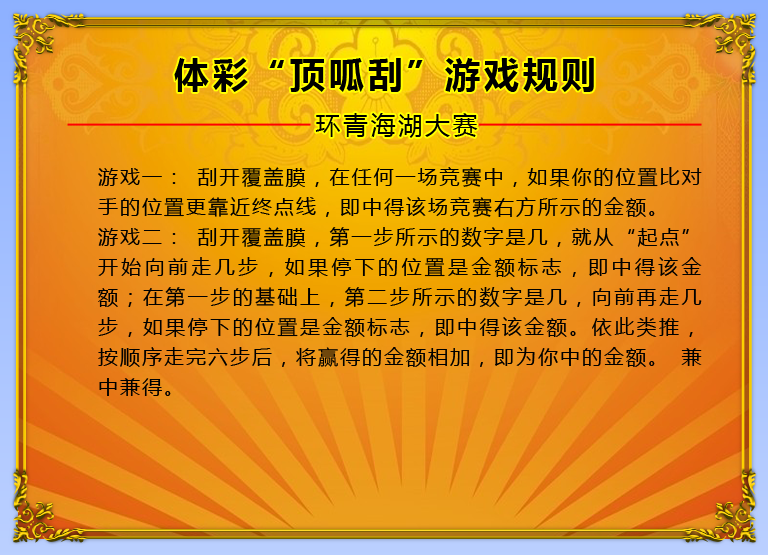 体彩“顶呱刮”游戏规则
环青海湖大赛
游戏一： 刮开覆盖膜，在任何一场竞赛中，如果你的位置比对
手的位置更靠近终点线，即中得该场竞赛右方所示的金额。
游戏二： 刮开覆盖膜，第一步所示的数字是几，就从“起点”
开始向前走几步，如果停下的位置是金额标志，即中得该金
额；在第一步的基础上，第二步所示的数字是几，向前再走几
步，如果停下的位置是金额标志，即中得该金额。依此类推，
按顺序走完六步后，将赢得的金额相加，即为你中的金额。 兼
中兼得。